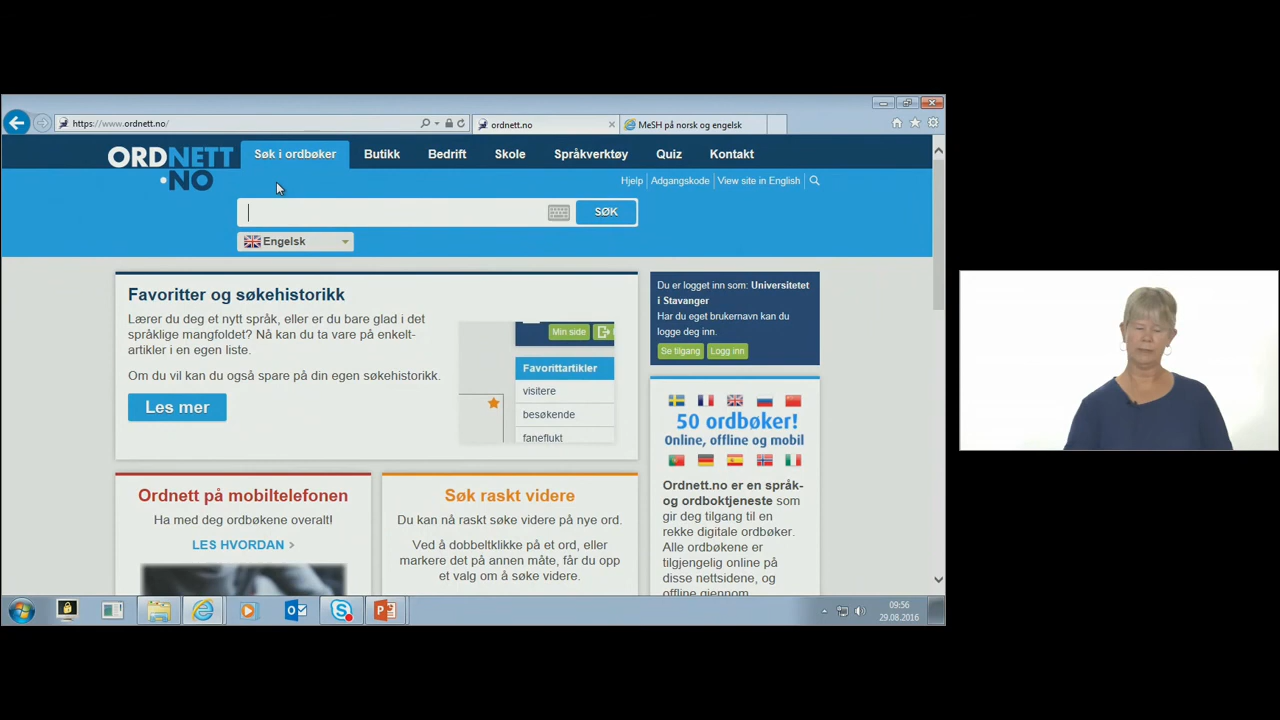 https://www.ordnett.no/
ordnett.no
MeSH på norsk og engelsk
ORDNETT
•NO
Søk i ordbøker
Butikk
Bedrift
Skole
Språkverktøy
Quiz
Kontakt
Hjelp
Adgangskode
View site in English
SØK
Engelsk
Favoritter og søkehistorikk
Lærer du deg et nytt språk, eller er du bare glad i det
språklige mangfoldet? Nå kan du ta vare på enkelt-
artikler i en egen liste.
Om du vil kan du også spare på din egen søkehistorikk.
Les mer
Min side
Favorittartikler
visitere
besøkende
faneflukt
Du er logget inn som: Universitetet
i Stavanger
Har du eget brukernavn kan du
logge deg inn.
Se tilgang
Logg inn
50 ordbøker!
Online, offline og mobil
Ordnett.no er en språk-
og ordboktjeneste som
gir deg tilgang til en
rekke digitale ordbøker.
Alle ordbøkene er
tilgjengelig online på
disse nettsidene, og
offline gjennom
Ordnett på mobiltelefonen
Ha med deg ordbøkene overalt!
LES HVORDAN >
Søk raskt videre
Du kan nå raskt søke videre på nye ord.
Ved å dobbeltklikke på et ord, eller
markere det på annen måte, får du opp
et valg om å søke videre.
09:56
29.08.2016